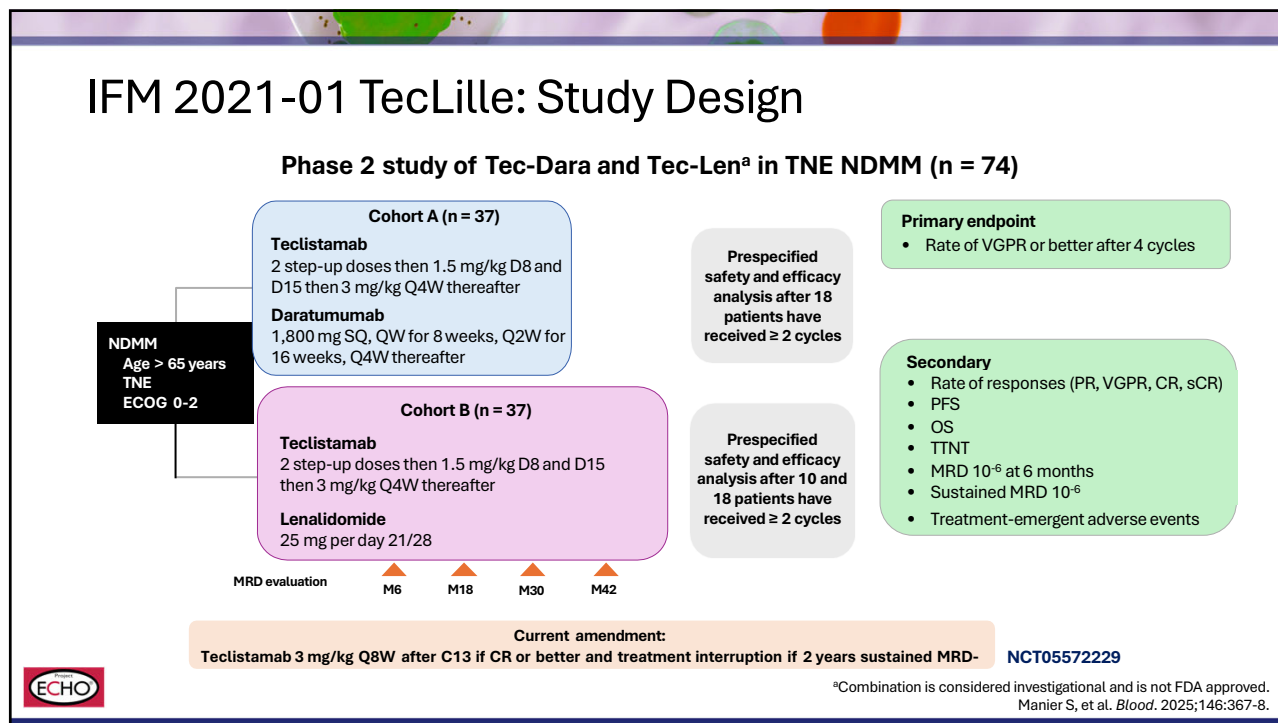 IFM 2021-01 TecLille: Study Design
Phase 2 study of Tec-Dara and Tec-Lenᵃ in TNE NDMM (n = 74)
NDMM
Age > 65 years
TNE
ECOG 0-2
Cohort A (n = 37)
Teclistamab
2 step-up doses then 1.5 mg/kg D8 and
D15 then 3 mg/kg Q4W thereafter
Daratumumab
1,800 mg SQ, QW for 8 weeks, Q2W for
16 weeks, Q4W thereafter
Prespecified
safety and efficacy
analysis after 18
patients have
received ≥ 2 cycles
Primary endpoint
• Rate of VGPR or better after 4 cycles
Cohort B (n = 37)
Teclistamab
2 step-up doses then 1.5 mg/kg D8 and D15
then 3 mg/kg Q4W thereafter
Lenalidomide
25 mg per day 21/28
Prespecified
safety and efficacy
analysis after 10 and
18 patients have
received ≥ 2 cycles
Secondary
• Rate of responses (PR, VGPR, CR, sCR)
• PFS
• OS
• TTNT
• MRD 10⁻⁶ at 6 months
• Sustained MRD 10⁻⁶
• Treatment-emergent adverse events
MRD evaluation
M6 M18 M30 M42
Current amendment:
Teclistamab 3 mg/kg Q8W after C13 if CR or better and treatment interruption if 2 years sustained MRD-
NCT05572229
Project
ECHO®
ᵃCombination is considered investigational and is not FDA approved.
Manier S, et al. Blood. 2025;146:367-8.